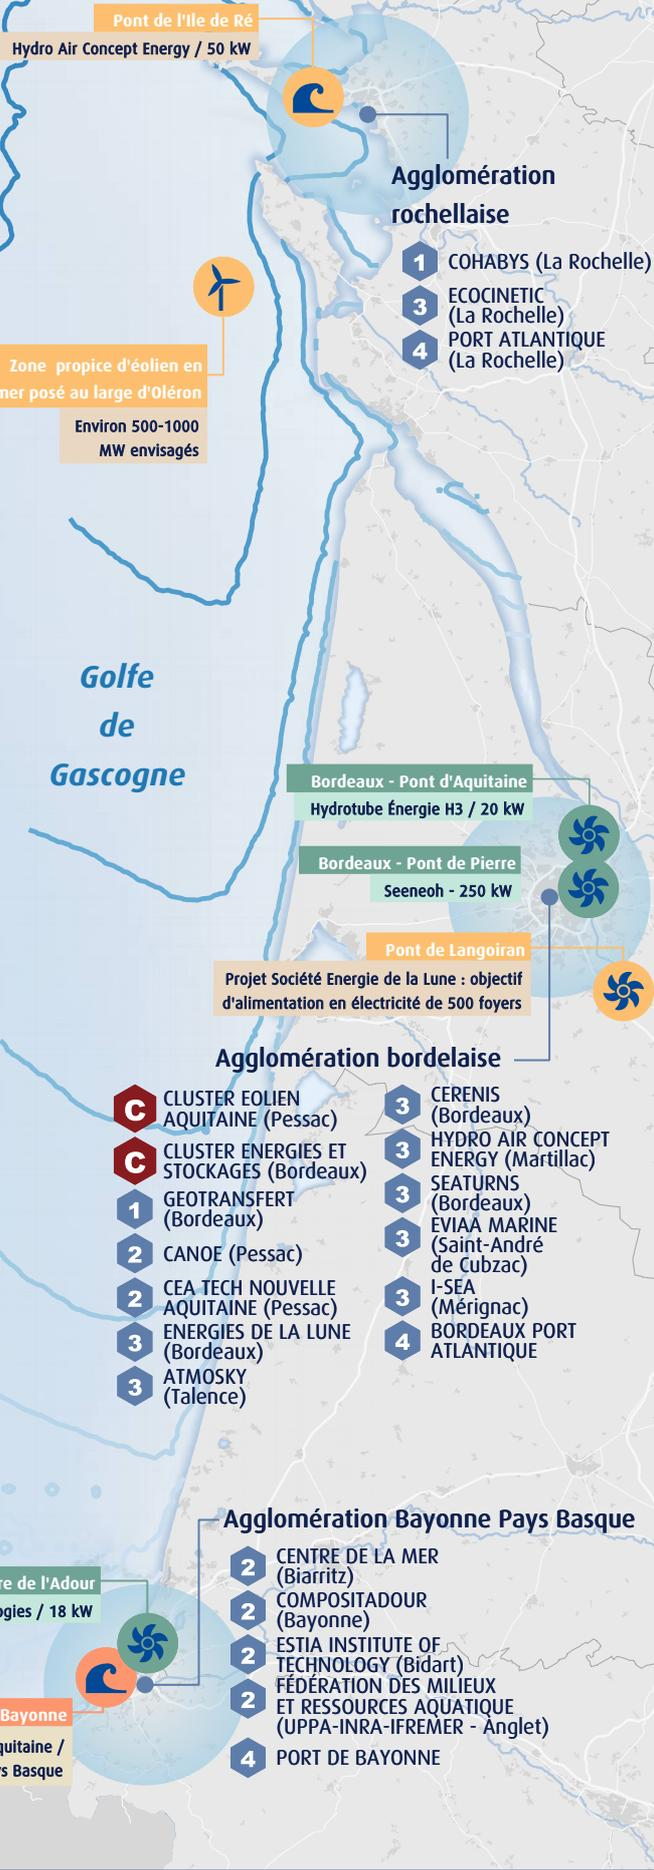 Pont de l'Ile de Ré
Hydro Air Concept Energy / 50 kW
Agglomération
rochellaise
1 COHABYS (La Rochelle)
3 ECOCINETIC
(La Rochelle)
4 PORT ATLANTIQUE
(La Rochelle)
Zone propice d'éolien en
mer posé au large d'Oléron
Environ 500-1000
MW envisagés
Golfe
de
Gascogne
Bordeaux - Pont d'Aquitaine
Hydrotube Énergie H3 / 20 kW
Bordeaux - Pont de Pierre
Seeneoh - 250 kW
Pont de Langoiran
Projet Société Energie de la Lune : objectif
d'alimentation en électricité de 500 foyers
Agglomération bordelaise
C CLUSTER EOLIEN
AQUITAINE (Pessac)
C CLUSTER ENERGIES ET
STOCKAGES (Bordeaux)
1 GEOTRANSFERT
(Bordeaux)
2 CANOE (Pessac)
2 CEA TECH NOUVELLE
AQUITAINE (Pessac)
3 ENERGIES DE LA LUNE
(Bordeaux)
3 ATMOSKY
(Talence)
3 CERENIS
(Bordeaux)
3 HYDRO AIR CONCEPT
ENERGY (Martillac)
3 SEATURNS
(Bordeaux)
3 EVIAA MARINE
(Saint-André
de Cubzac)
3 I-SEA
(Mérignac)
4 BORDEAUX PORT
ATLANTIQUE
Agglomération Bayonne Pays Basque
2 CENTRE DE LA MER
(Biarritz)
2 COMPOSITADOUR
(Bayonne)
2 ESTIA INSTITUTE OF
TECHNOLOGY (Bidart)
2 FÉDÉRATION DES MILIEUX
ET RESSOURCES AQUATIQUE
(UPPA-INRA-IFREMER - Anglet)
4 PORT DE BAYONNE
re de l'Adour
ogies / 18 kW
Bayonne
quitaine /
ys Basque